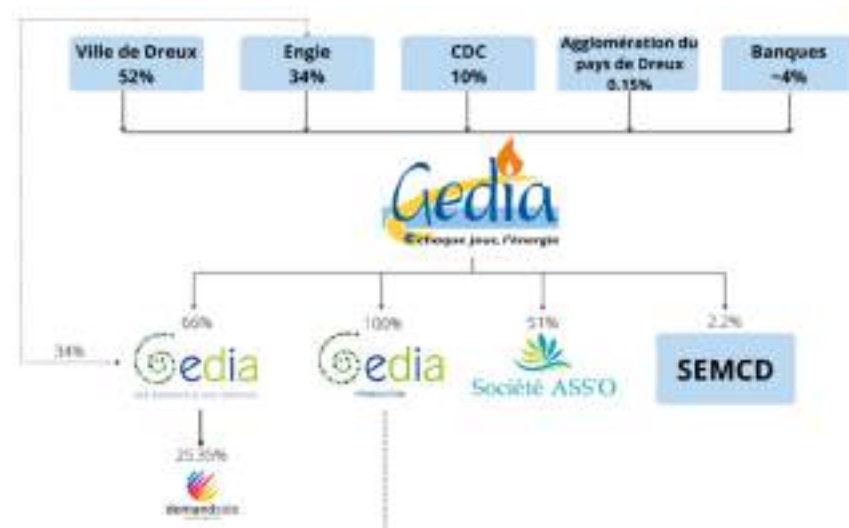 Ville de Dreux
52%
Engie
34%
CDC
10%
Agglomération du
pays de Dreux
0.15%
Banques
~4%
Gedia
chaque jour, l'énergie
66%
100%
51%
2.2%
34%
Gedia
Gedia
Société ASS'O
SEMCD
25.35%
demandside